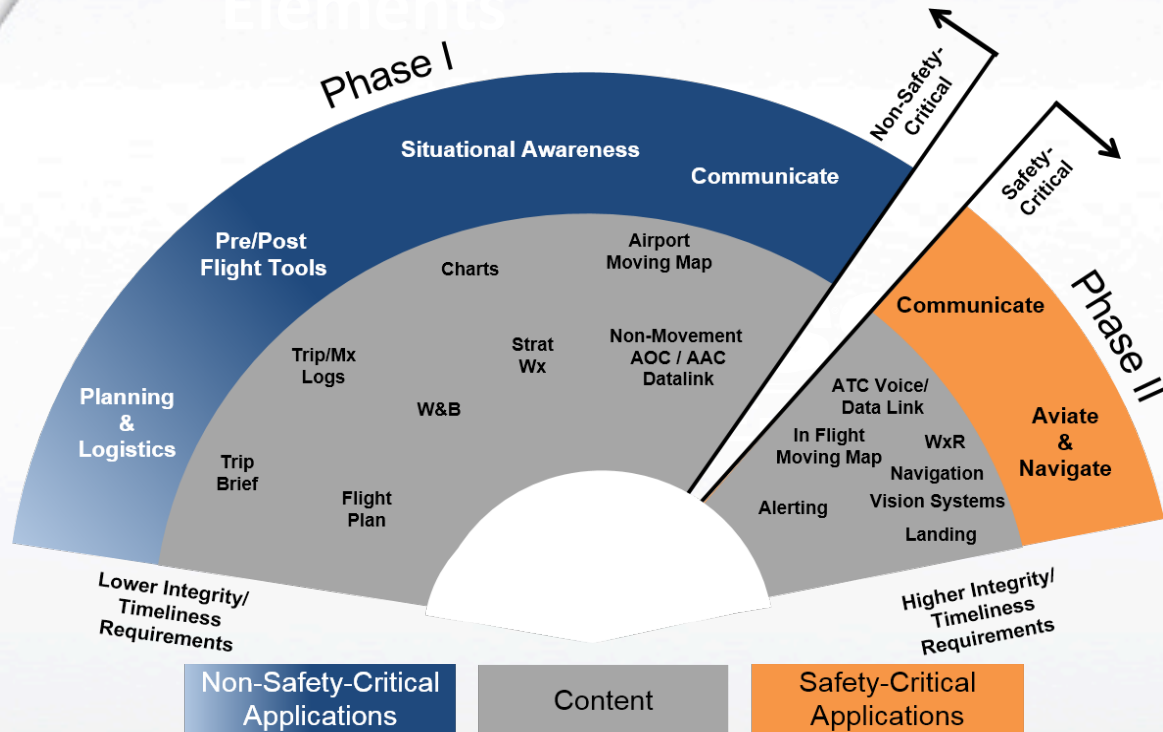 Elements
Phase I
Non-Safety-
Critical
Safety-
Critical
Phase II
Situational Awareness
Communicate
Pre/Post
Flight Tools
Planning
&
Logistics
Charts
Airport
Moving Map
Trip/Mx
Logs
Strat
Wx
Non-Movement
AOC / AAC
Datalink
W&B
Trip
Brief
Flight
Plan
Communicate
Aviate
&
Navigate
ATC Voice/
Data Link
In Flight
Moving Map
WxR
Navigation
Alerting
Vision Systems
Landing
Lower Integrity/
Timeliness
Requirements
Higher Integrity/
Timeliness
Requirements
Non-Safety-Critical
Applications
Content
Safety-Critical
Applications